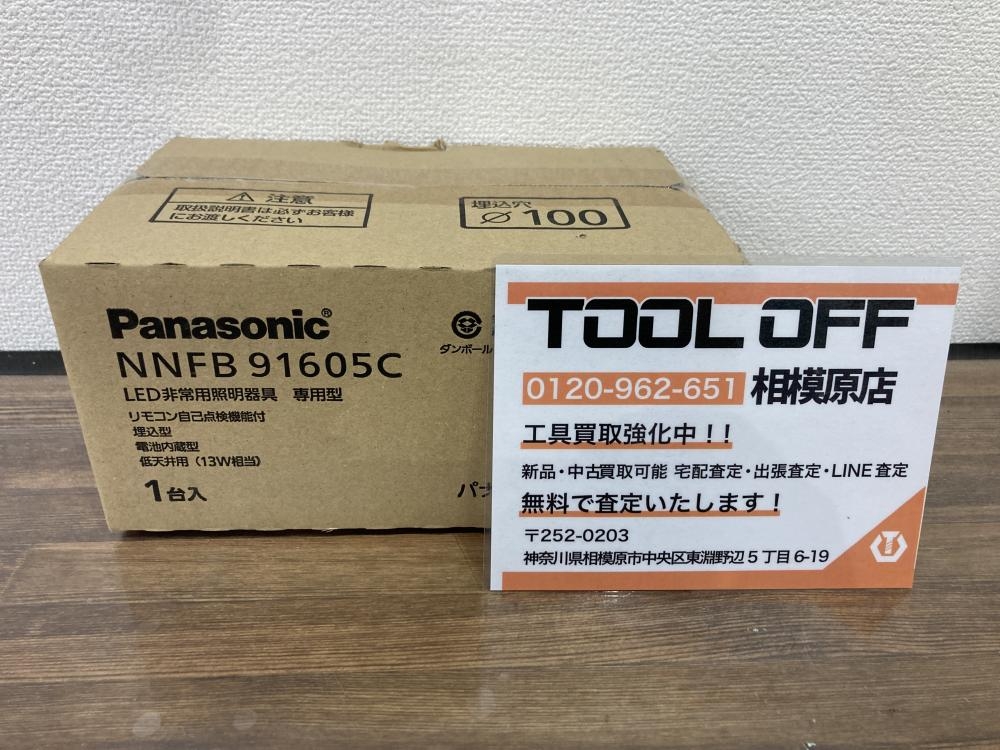 ⚠ 注意
取扱説明書は必ずお客様
にお渡しください
埋込穴
⌀100
Panasonic®
NNFB 91605C
LED非常用照明器具 専用型
リモコン自己点検機能付
埋込型
電池内蔵型
低天井用（13W相当）
1台入
ダンボール
パナ
TOOL OFF
0120-962-651 相模原店
工具買取強化中！！
新品・中古買取可能 宅配査定・出張査定・LINE査定
無料で査定いたします！
〒252-0203
神奈川県相模原市中央区東淵野辺5丁目6-19